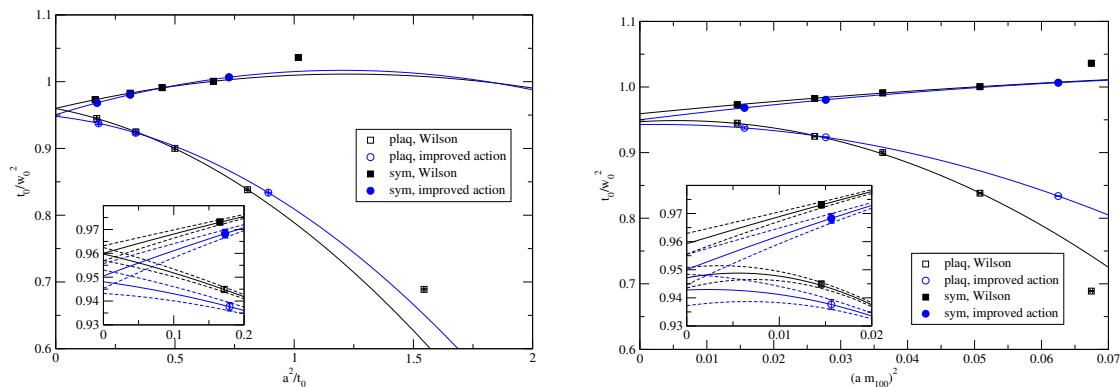 1.1
1
0.9
0.8
0.7
0.6
t0/w0^2
0 0.5 1 1.5 2
a^2/t0
plaq, Wilson
plaq, improved action
sym, Wilson
sym, improved action
0.97
0.96
0.95
0.94
0.93
0 0.1 0.2
1.1
1.0
0.9
0.8
0.7
0.6
t0/w0^2
0 0.01 0.02 0.03 0.04 0.05 0.06 0.07
(a m100)^2
plaq, Wilson
plaq, improved action
sym, Wilson
sym, improved action
0.97
0.96
0.95
0.94
0.93
0 0.01 0.02